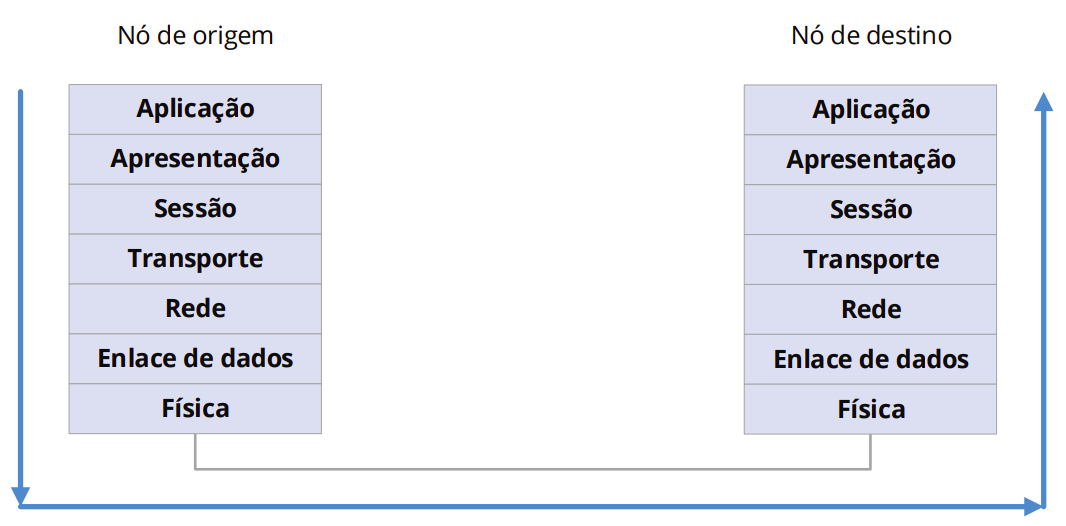 Nó de origem
Nó de destino
Aplicação
Apresentação
Sessão
Transporte
Rede
Enlace de dados
Física
Aplicação
Apresentação
Sessão
Transporte
Rede
Enlace de dados
Física